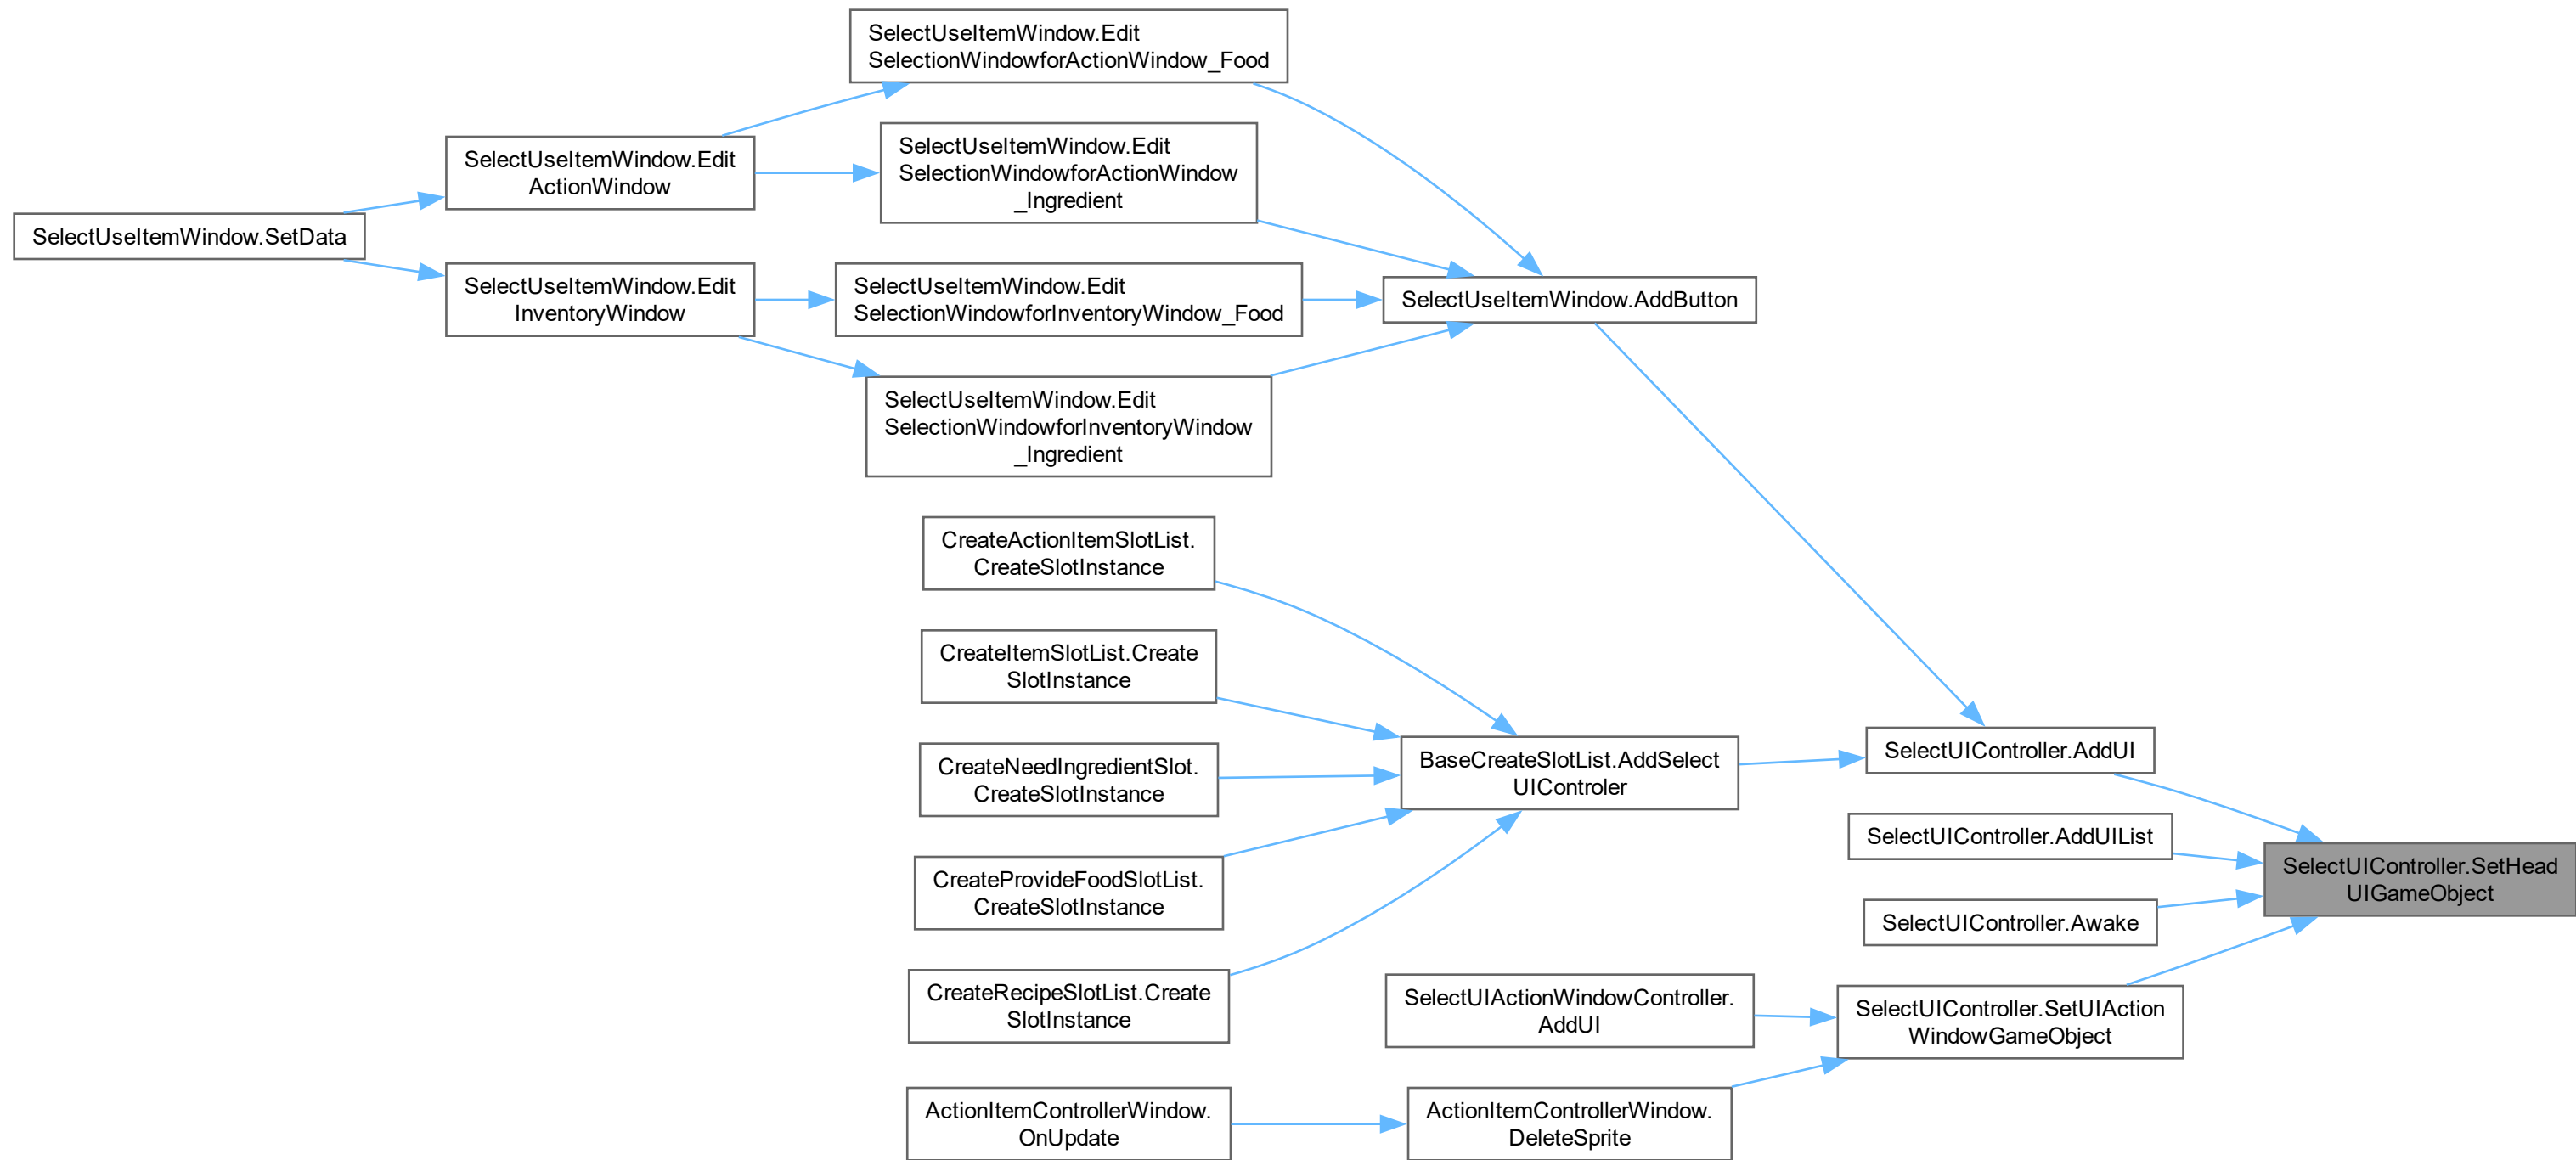 SelectUseItemWindow.Edit
SelectionWindowforActionWindow_Food
SelectUseItemWindow.Edit
ActionWindow
SelectUseItemWindow.Edit
SelectionWindowforActionWindow
_Ingredient
SelectUseItemWindow.SetData
SelectUseItemWindow.Edit
InventoryWindow
SelectUseItemWindow.Edit
SelectionWindowforInventoryWindow_Food
SelectUseItemWindow.AddButton
SelectUseItemWindow.Edit
SelectionWindowforInventoryWindow
_Ingredient
CreateActionItemSlotList.
CreateSlotInstance
CreateItemSlotList.Create
SlotInstance
CreateNeedIngredientSlot.
CreateSlotInstance
BaseCreateSlotList.AddSelect
UIControler
SelectUIController.AddUI
CreateProvideFoodSlotList.
CreateSlotInstance
SelectUIController.AddUIList
SelectUIController.SetHead
UIGameObject
SelectUIController.Awake
CreateRecipeSlotList.Create
SlotInstance
SelectUIActionWindowController.
AddUI
SelectUIController.SetUIAction
WindowGameObject
ActionItemControllerWindow.
OnUpdate
ActionItemControllerWindow.
DeleteSprite